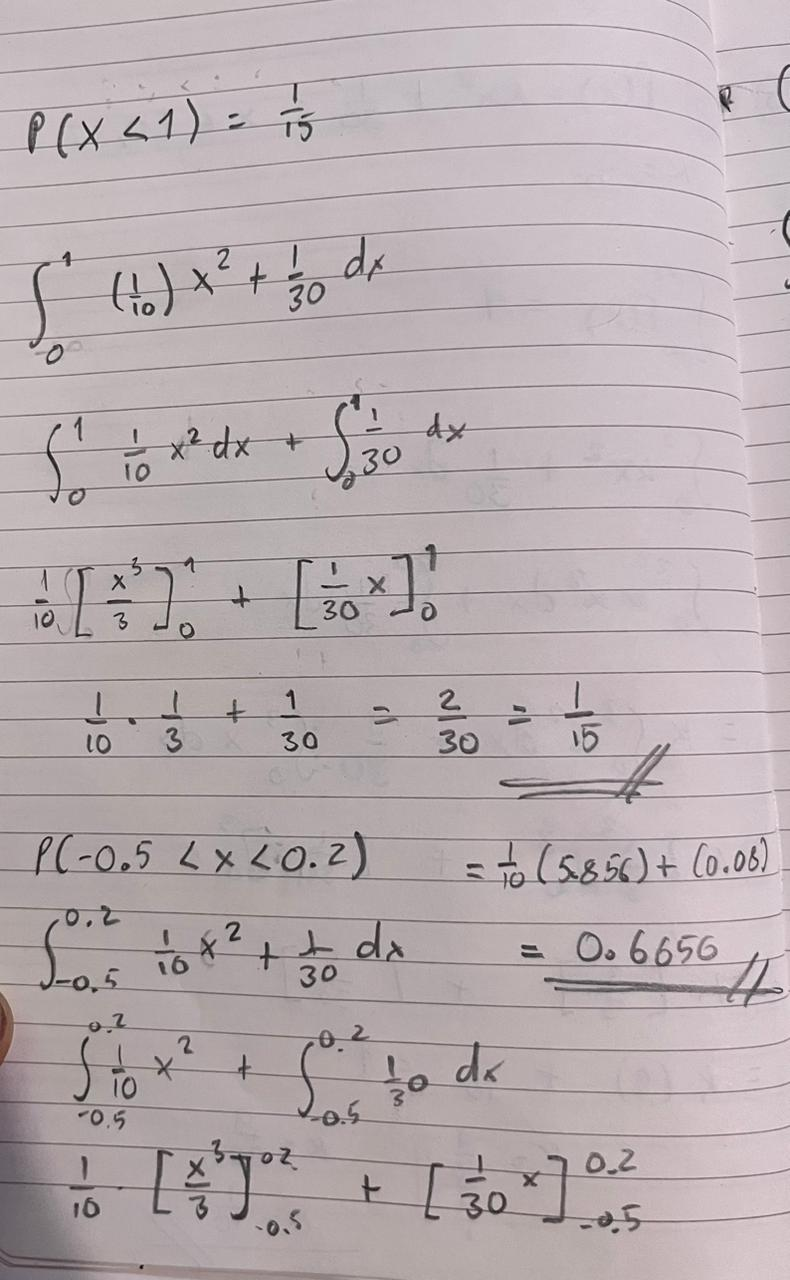 P(X < 1) = 1/15
∫₀¹ (1/10) x² + 1/30 dx
∫₀¹ 1/10 x² dx + ∫₀¹ 1/30 dx
1/10 [x³/3]₀¹ + [1/30 x]₀¹
1/10 · 1/3 + 1/30 = 2/30 = 1/15
P(-0.5 < x < 0.2)
∫₋₀.₅^0.2 1/10 x² + 1/30 dx
∫₋₀.₅^0.2 1/10 x² + ∫₋₀.₅^0.2 1/30 dx
1/10 · [x³/3]₋₀.₅^0.2 + [1/30 x]₋₀.₅^0.2
= 1/10 (5.856) + (0.08)
= 0.6656